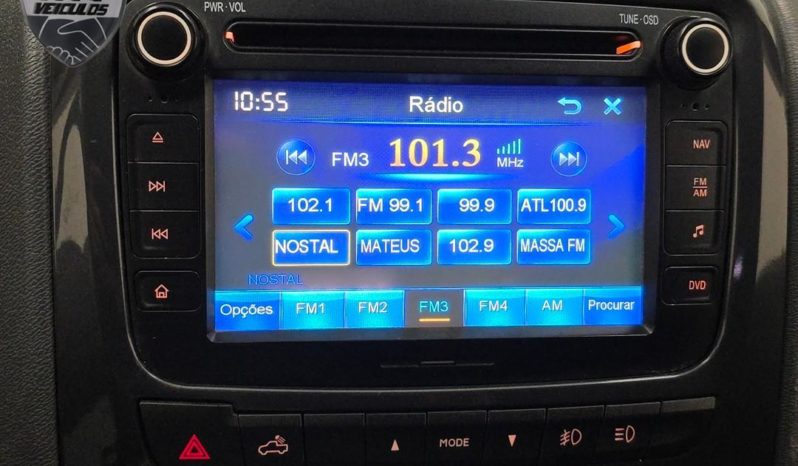 VEÍCULOS
PWR·VOL
TUNE·OSD
10:55 Rádio
FM3 101.3 MHz
102.1 FM 99.1 99.9 ATL100.9
NOSTAL MATEUS 102.9 MASSA FM
NOSTAL
Opções FM1 FM2 FM3 FM4 AM Procurar
NAV
FM
AM
DVD
MODE